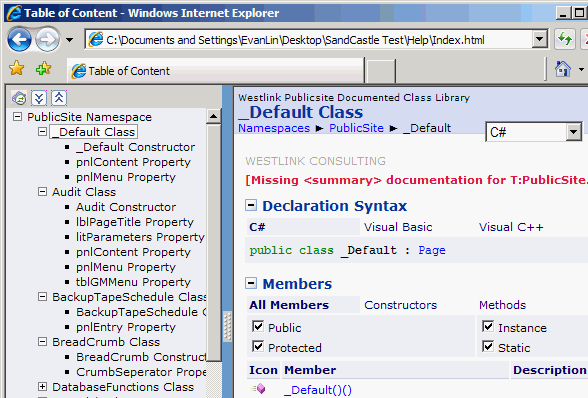 Table of Content - Windows Internet Explorer
C:\Documents and Settings\EvanLin\Desktop\SandCastle Test\Help\Index.html
Table of Content
PublicSite Namespace
_Default Class
_Default Constructor
pnlContent Property
pnlMenu Property
Audit Class
Audit Constructor
lblPageTitle Property
litParameters Property
pnlContent Property
pnlMenu Property
tblGMMenu Property
BackupTapeSchedule Class
BackupTapeSchedule C
pnlEntry Property
BreadCrumb Class
BreadCrumb Construct
CrumbSeperator Prope
DatabaseFunctions Class
Westlink Publicsite Documented Class Library
_Default Class
Namespaces ► PublicSite ► _Default
C#
WESTLINK CONSULTING
[Missing <summary> documentation for T:PublicSite.
Declaration Syntax
C# Visual Basic Visual C++
public class _Default : Page
Members
All Members Constructors Methods
Public Instance
Protected Static
Icon Member Description
_Default()()